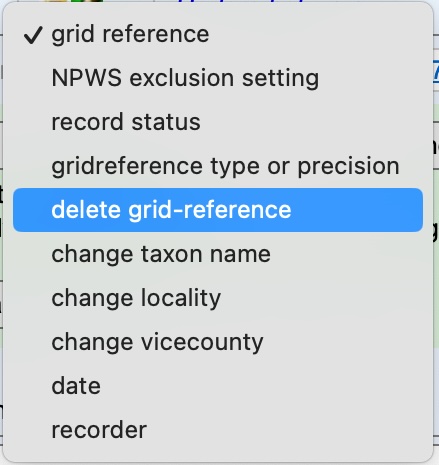 ✓ grid reference
NPWS exclusion setting
record status
gridreference type or precision
delete grid-reference
change taxon name
change locality
change vicecounty
date
recorder